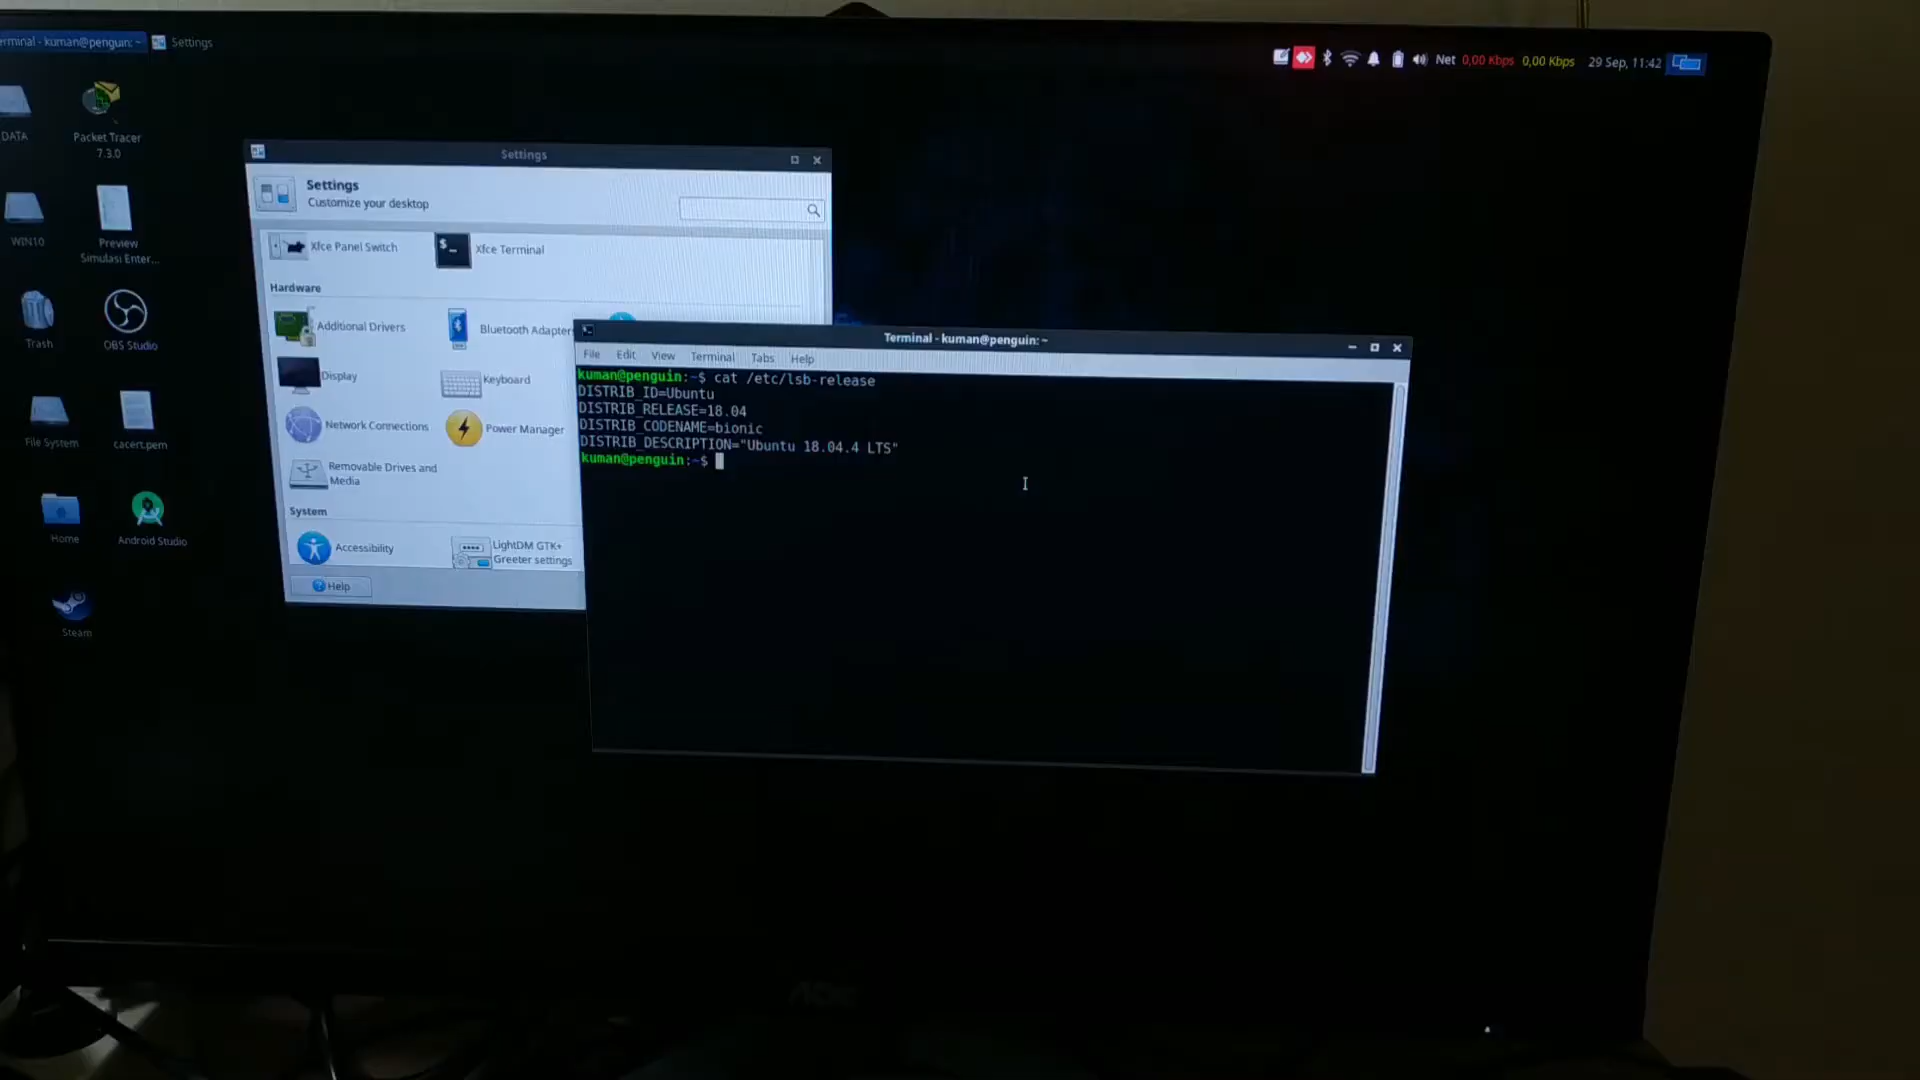 erminal - kuman@penguin: ~
Settings
Net 0,00 Kbps 0,00 Kbps 29 Sep, 11:42
DATA
Packet Tracer
7.3.0
WIN10
Preview
Simulasi Enter...
Trash
OBS Studio
File System
cacert.pem
Home
Android Studio
Steam
Settings
Settings
Customize your desktop
Xfce Panel Switch
Xfce Terminal
Hardware
Additional Drivers
Bluetooth Adapters
Display
Keyboard
Network Connections
Power Manager
Removable Drives and
Media
System
Accessibility
LightDM GTK+
Greeter settings
Help
Terminal - kuman@penguin: ~
File Edit View Terminal Tabs Help
kuman@penguin:~$ cat /etc/lsb-release
DISTRIB_ID=Ubuntu
DISTRIB_RELEASE=18.04
DISTRIB_CODENAME=bionic
DISTRIB_DESCRIPTION="Ubuntu 18.04.4 LTS"
kuman@penguin:~$
AOC